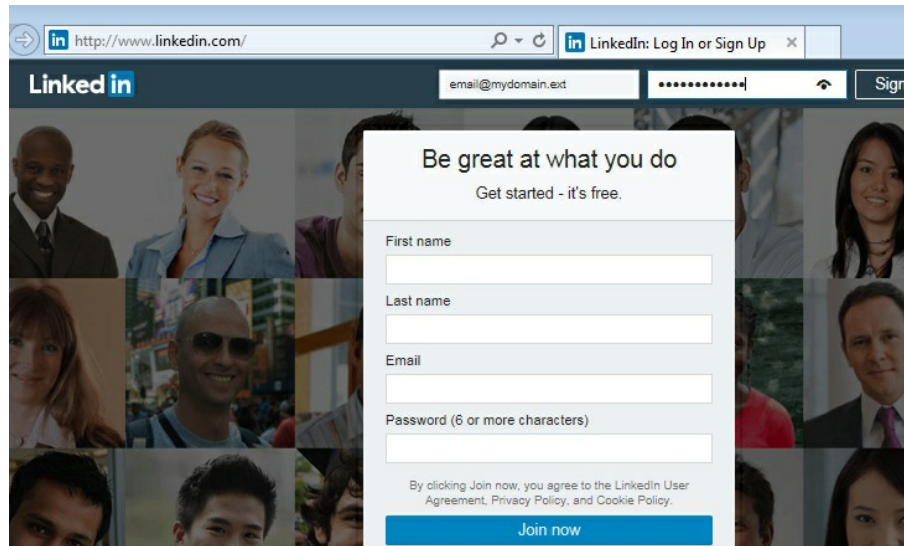 http://www.linkedin.com/
LinkedIn: Log In or Sign Up
Linked in
email@mydomain.ext
Sign
Be great at what you do
Get started - it's free.
First name
Last name
Email
Password (6 or more characters)
By clicking Join now, you agree to the LinkedIn User
Agreement, Privacy Policy, and Cookie Policy.
Join now